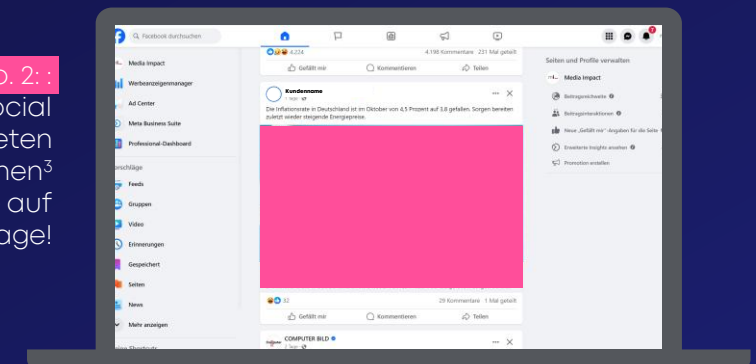 o. 2: :
ocial
eten
nen³
auf
age!
Facebook durchsuchen
Media Impact
Werbeanzeigenmanager
Ad Center
Meta Business Suite
Professional-Dashboard
orschläge
Feeds
Gruppen
Video
Erinnerungen
Gespeichert
Seiten
News
Mehr anzeigen
4.224
4.198 Kommentare 231 Mal geteilt
Gefällt mir Kommentieren Teilen
Kundenname
Die Inflationsrate in Deutschland ist im Oktober von 4,5 Prozent auf 3,8 gefallen. Sorgen bereiten
zuletzt wieder steigende Energiepreise.
32
29 Kommentare 1 Mal geteilt
Gefällt mir Kommentieren Teilen
COMPUTER BILD
7
Seiten und Profile verwalten
Media Impact
Beitragsreichweite
Beitragsinteraktionen
Neue „Gefällt mir“-Angaben für die Seite
Erweiterte Insights ansehen
Promotion erstellen